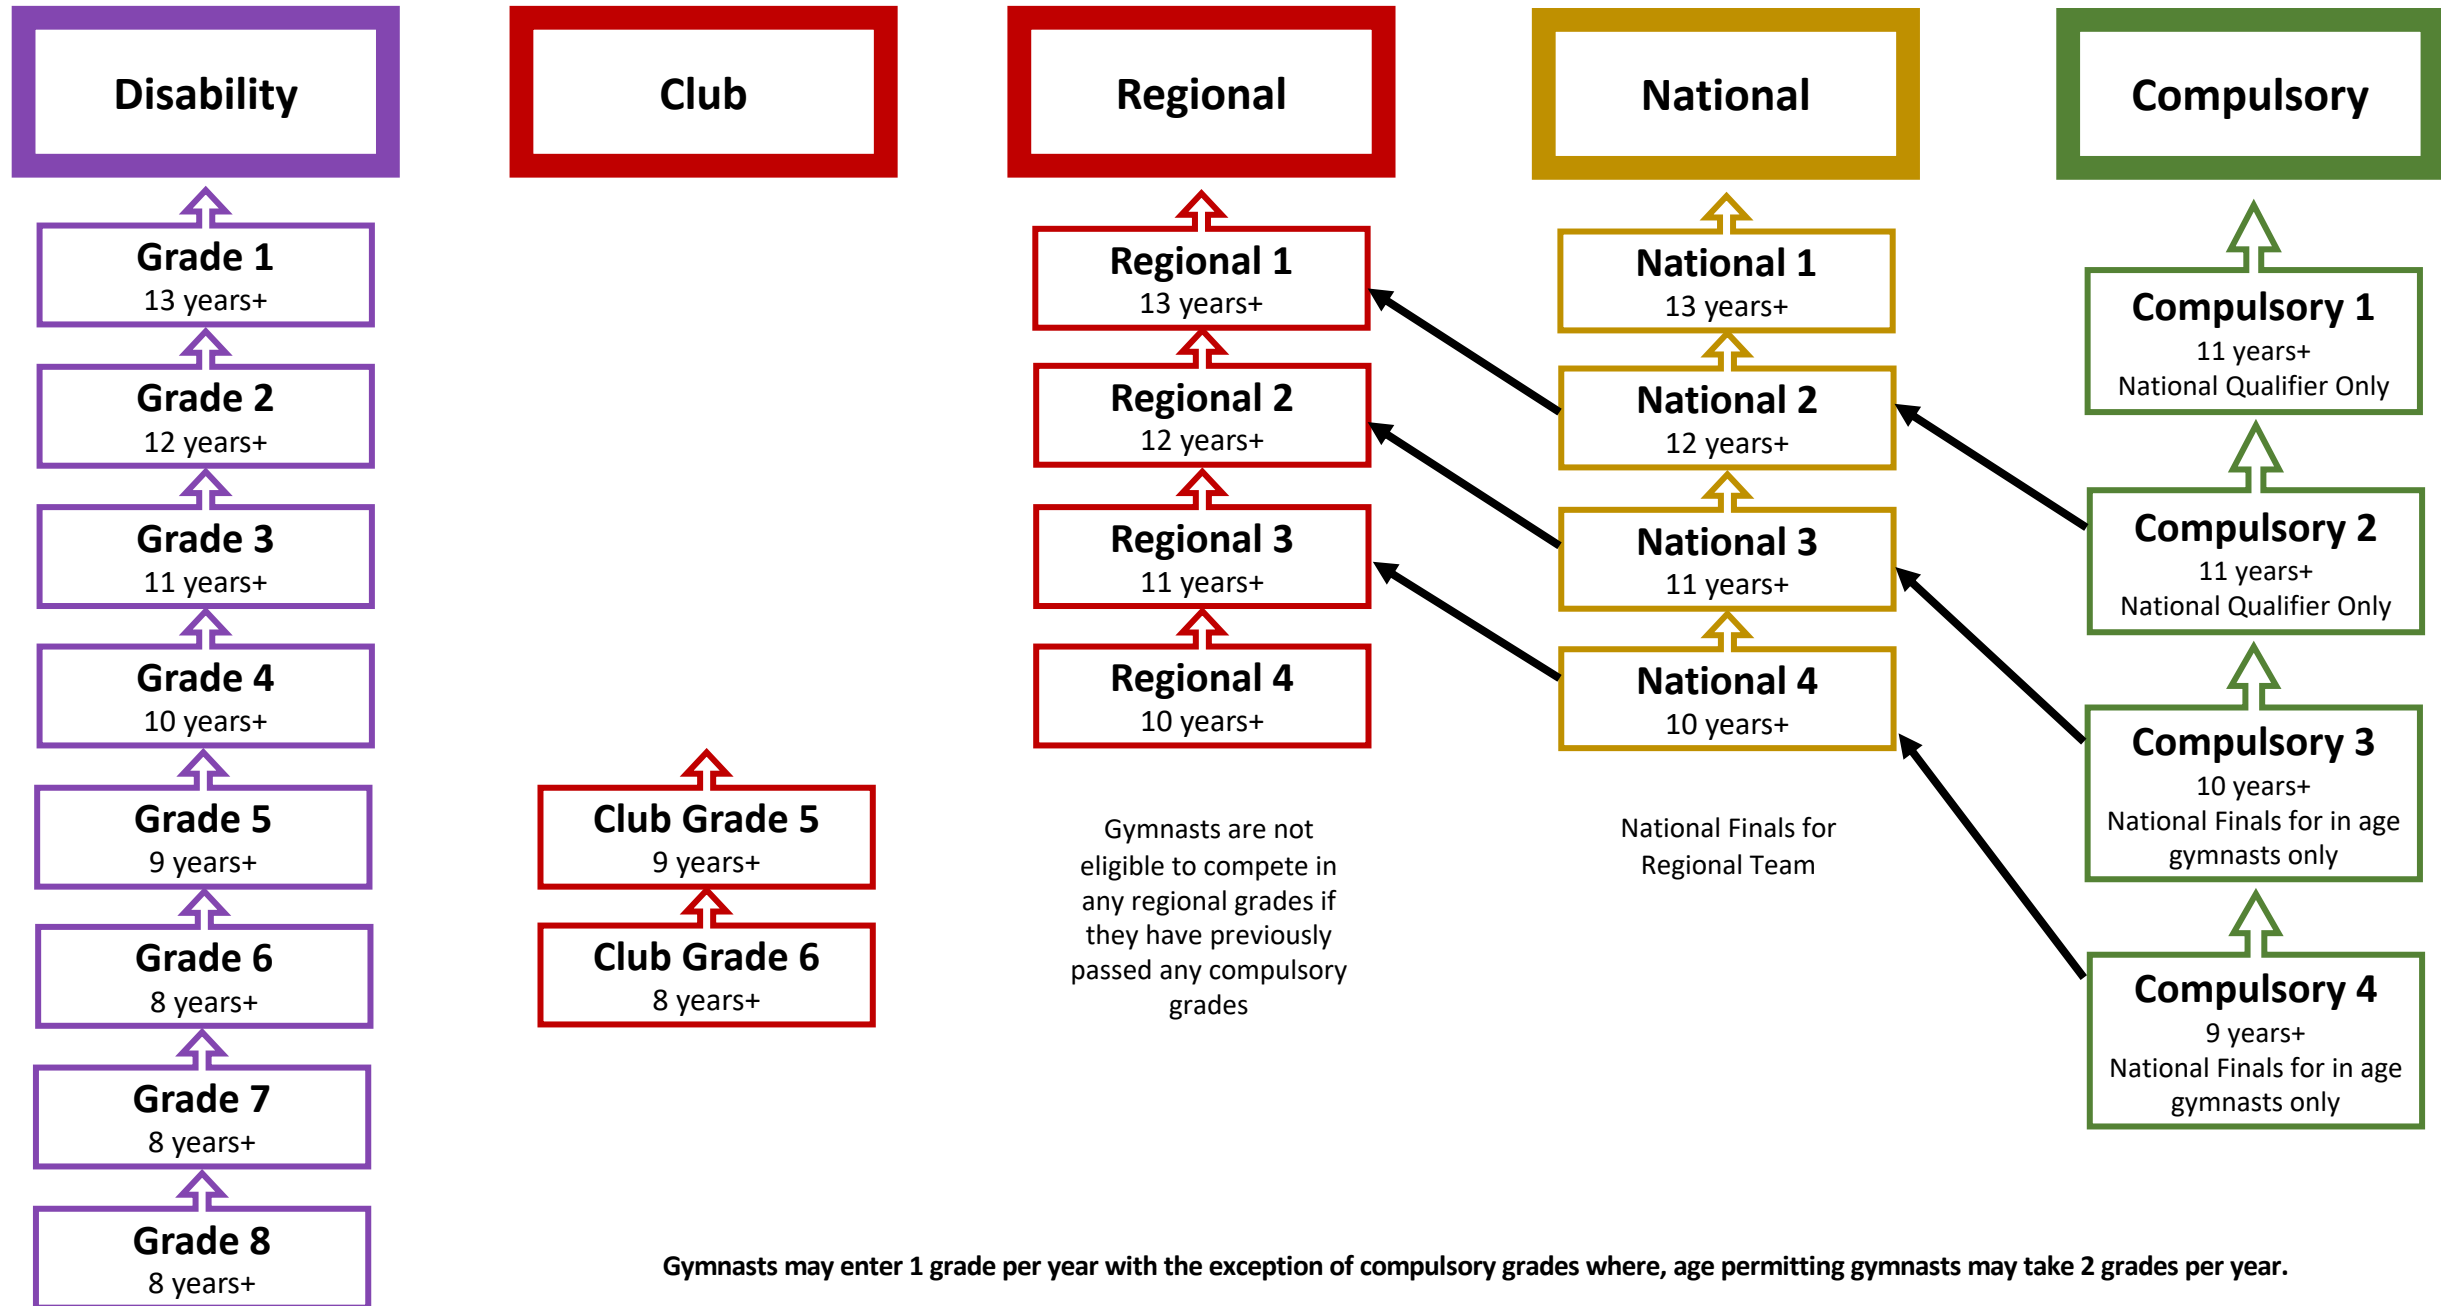 Disability
Club
Regional
National
Compulsory
Grade 1
13 years+
Grade 2
12 years+
Grade 3
11 years+
Grade 4
10 years+
Grade 5
9 years+
Grade 6
8 years+
Grade 7
8 years+
Grade 8
8 years+
Club Grade 5
9 years+
Club Grade 6
8 years+
Regional 1
13 years+
Regional 2
12 years+
Regional 3
11 years+
Regional 4
10 years+
Gymnasts are not
eligible to compete in
any regional grades if
they have previously
passed any compulsory
grades
National 1
13 years+
National 2
12 years+
National 3
11 years+
National 4
10 years+
National Finals for
Regional Team
Compulsory 1
11 years+
National Qualifier Only
Compulsory 2
11 years+
National Qualifier Only
Compulsory 3
10 years+
National Finals for in age
gymnasts only
Compulsory 4
9 years+
National Finals for in age
gymnasts only
Gymnasts may enter 1 grade per year with the exception of compulsory grades where, age permitting gymnasts may take 2 grades per year.